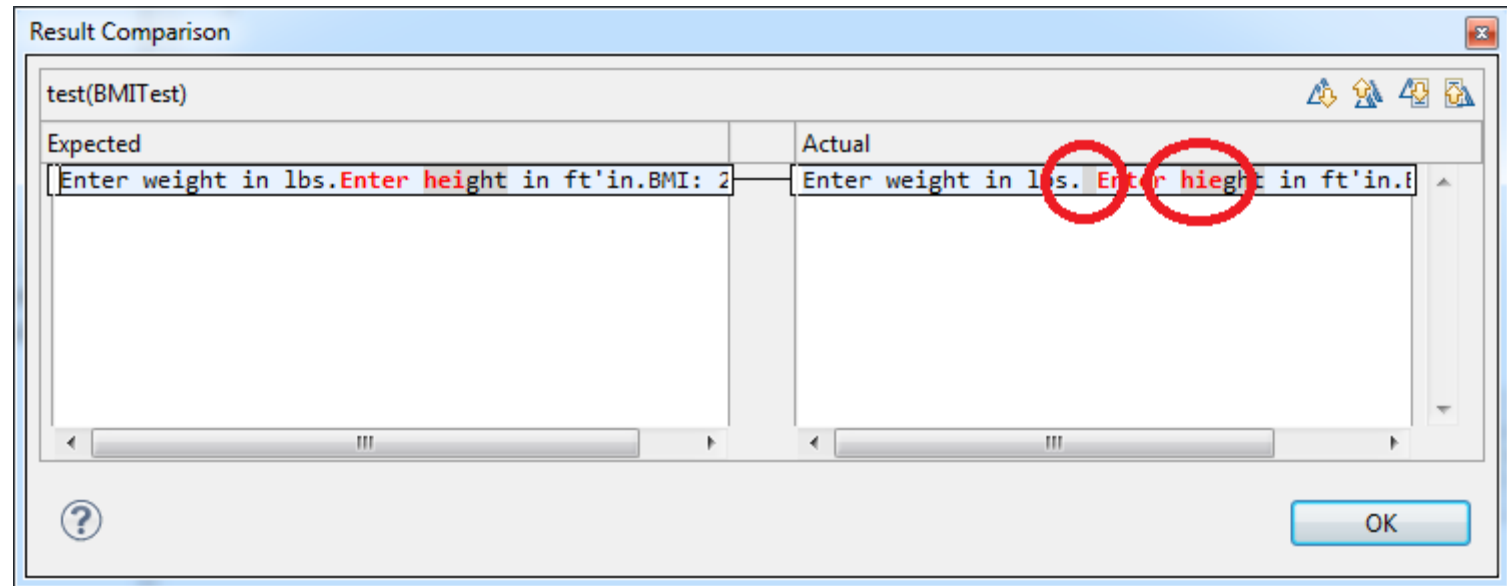 Result Comparison
test(BMITest)
Expected
Actual
Enter weight in lbs.Enter height in ft'in.BMI: 2
Enter weight in lbs. Enter hieght in ft'in.B
OK